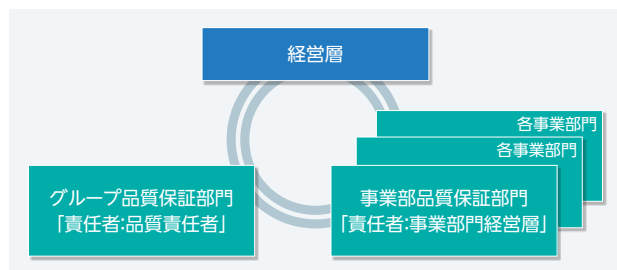 経営層
各事業部門
各事業部門
グループ品質保証部門
「責任者:品質責任者」
事業部品質保証部門
「責任者:事業部門経営層」